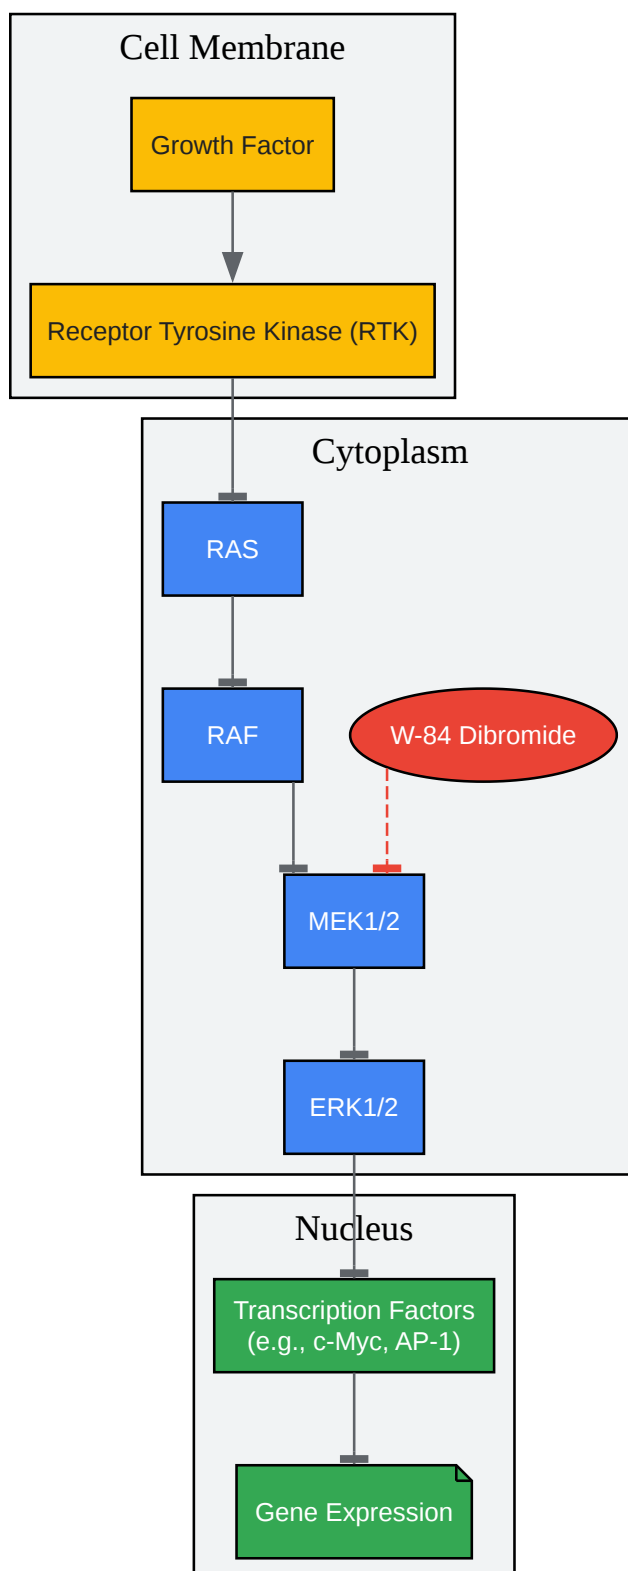 Cell Membrane
Growth Factor
Receptor Tyrosine Kinase (RTK)
Cytoplasm
RAS
RAF
W-84 Dibromide
MEK1/2
ERK1/2
Nucleus
Transcription Factors
(e.g., c-Myc, AP-1)
Gene Expression